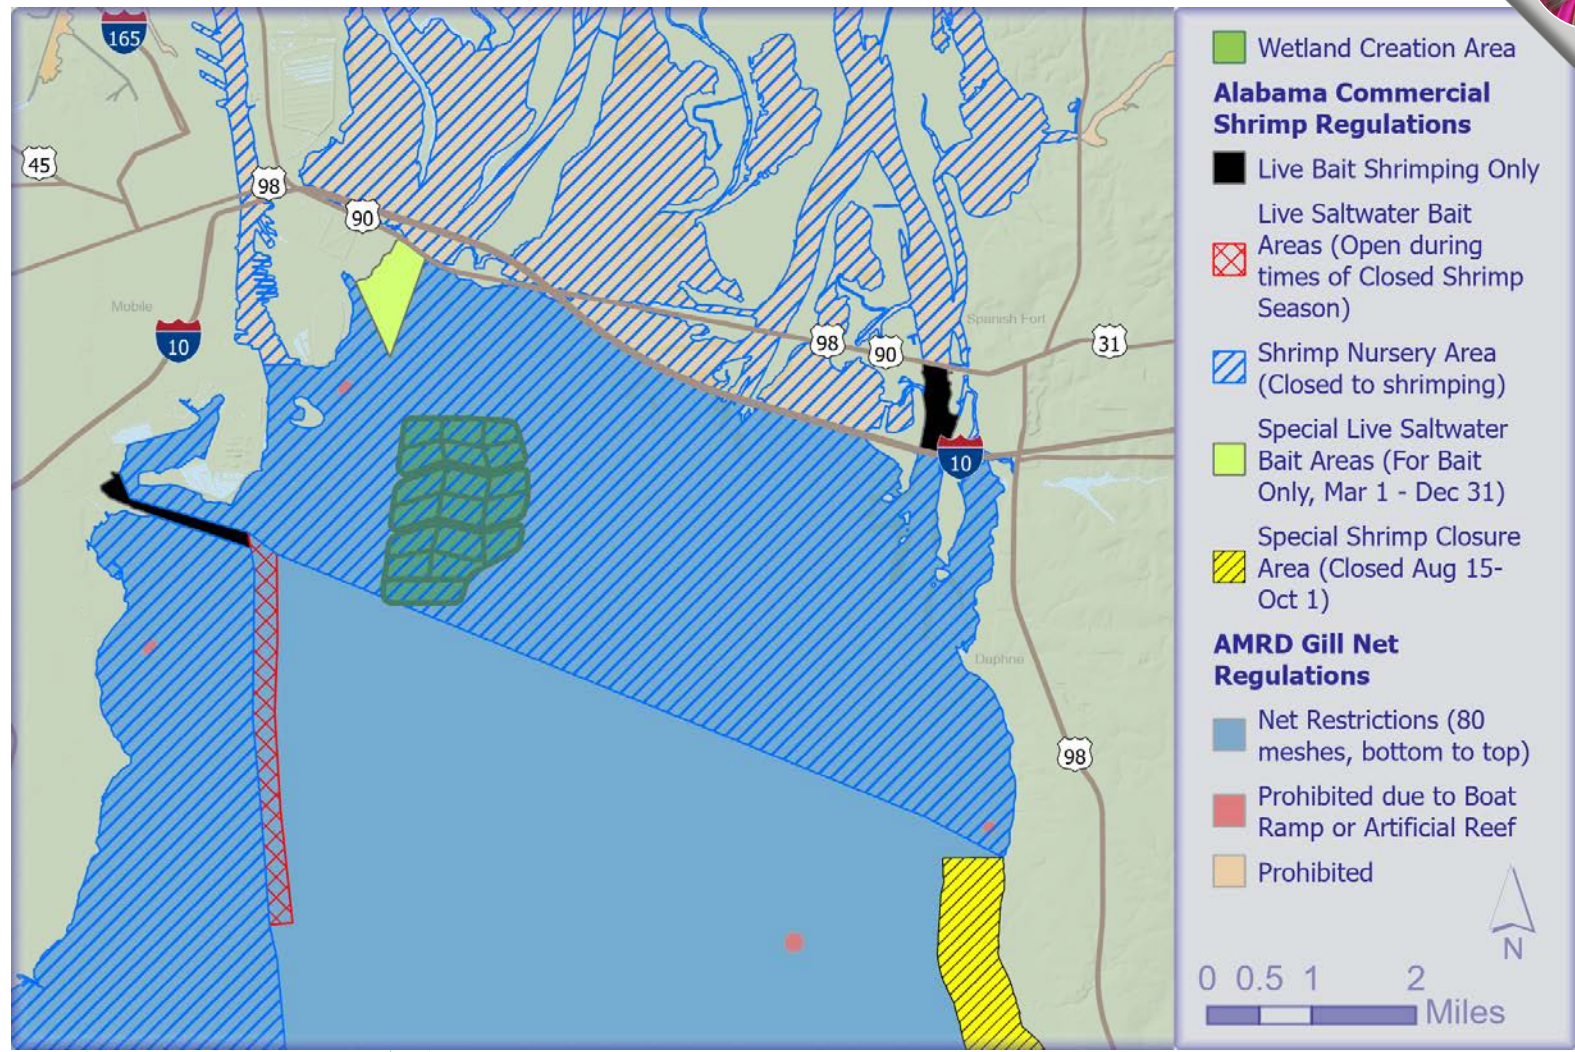 165
45
98
90
Mobile
10
Spanish Fort
98
90
31
10
Daphne
98
Wetland Creation Area
Alabama Commercial
Shrimp Regulations
Live Bait Shrimping Only
Live Saltwater Bait
Areas (Open during
times of Closed Shrimp
Season)
Shrimp Nursery Area
(Closed to shrimping)
Special Live Saltwater
Bait Areas (For Bait
Only, Mar 1 - Dec 31)
Special Shrimp Closure
Area (Closed Aug 15-
Oct 1)
AMRD Gill Net
Regulations
Net Restrictions (80
meshes, bottom to top)
Prohibited due to Boat
Ramp or Artificial Reef
Prohibited
N
0 0.5 1 2
Miles